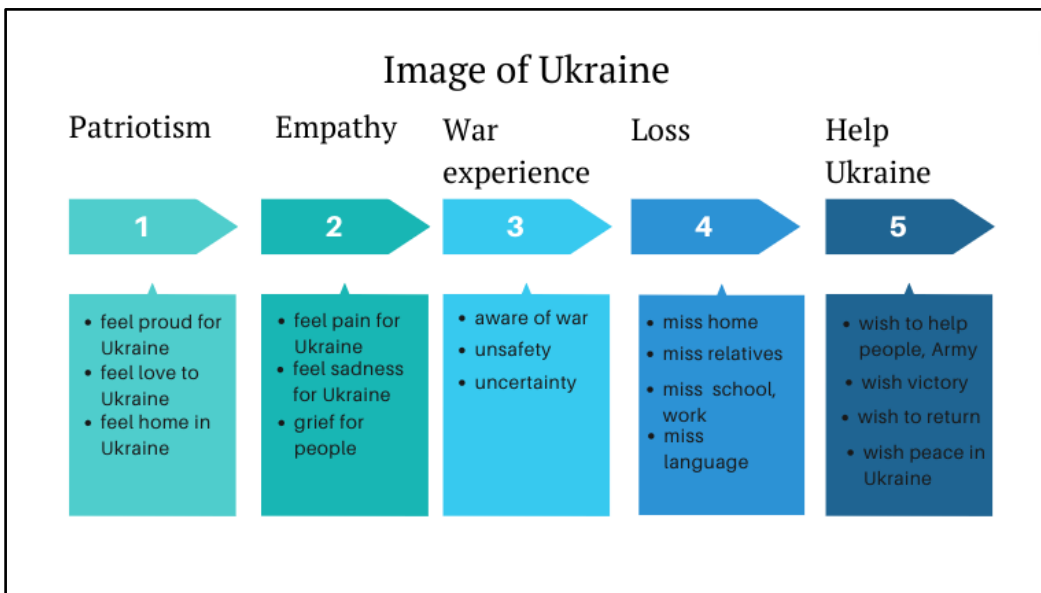 Image of Ukraine
Patriotism
Empathy
War
experience
Loss
Help
Ukraine
1
2
3
4
5
• feel proud for
Ukraine
• feel love to
Ukraine
• feel home in
Ukraine
• feel pain for
Ukraine
• feel sadness
for Ukraine
• grief for
people
• aware of war
• unsafety
• uncertainty
• miss home
• miss relatives
• miss school,
work
• miss
language
• wish to help
people, Army
• wish victory
• wish to return
• wish peace in
Ukraine